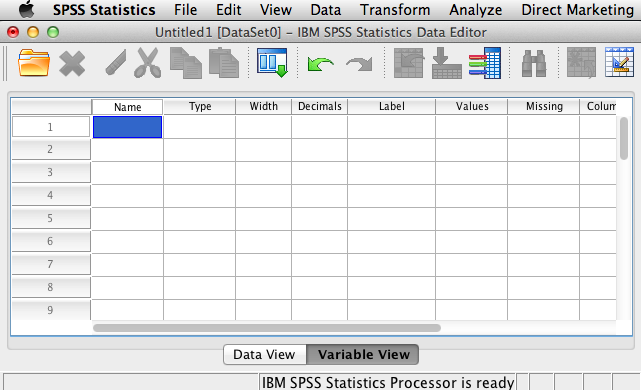 SPSS Statistics File Edit View Data Transform Analyze Direct Marketing
Untitled1 [DataSet0] – IBM SPSS Statistics Data Editor
Name Type Width Decimals Label Values Missing Colum
1
2
3
4
5
6
7
8
9
Data View Variable View
IBM SPSS Statistics Processor is ready